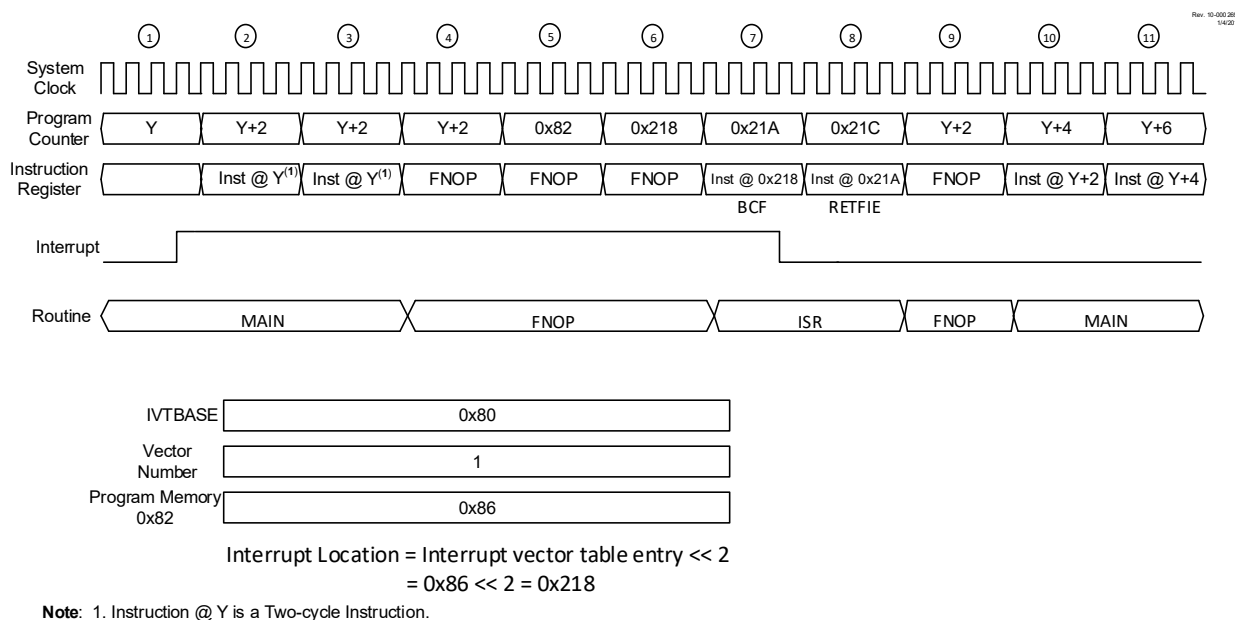 Rev. 10-000 269
1/4/20
1 2 3 4 5 6 7 8 9 10 11
System
Clock
Program
Counter
Y Y+2 Y+2 Y+2 0x82 0x218 0x21A 0x21C Y+2 Y+4 Y+6
Instruction
Register
Inst @ Y(1) Inst @ Y(1) FNOP FNOP FNOP Inst @ 0x218 Inst @ 0x21A FNOP Inst @ Y+2 Inst @ Y+4
BCF RETFIE
Interrupt
Routine MAIN FNOP ISR FNOP MAIN
IVTBASE 0x80
Vector
Number
1
Program Memory
0x82
0x86
Interrupt Location = Interrupt vector table entry << 2
= 0x86 << 2 = 0x218
Note: 1. Instruction @ Y is a Two-cycle Instruction.